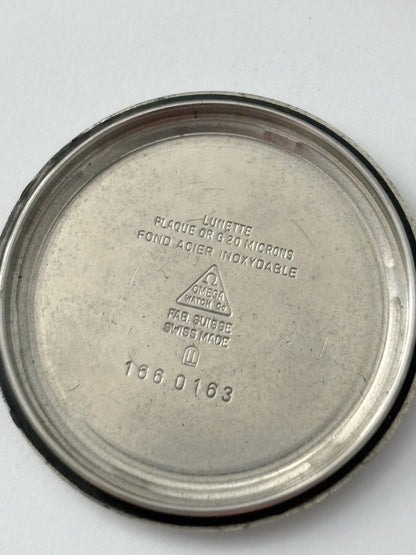 LUNETTE
PLAQUE OR G 20 MICRONS
FOND ACIER INOXYDABLE
Ω
OMEGA
WATCH Co
FAB. SUISSE
SWISS MADE
166.0163